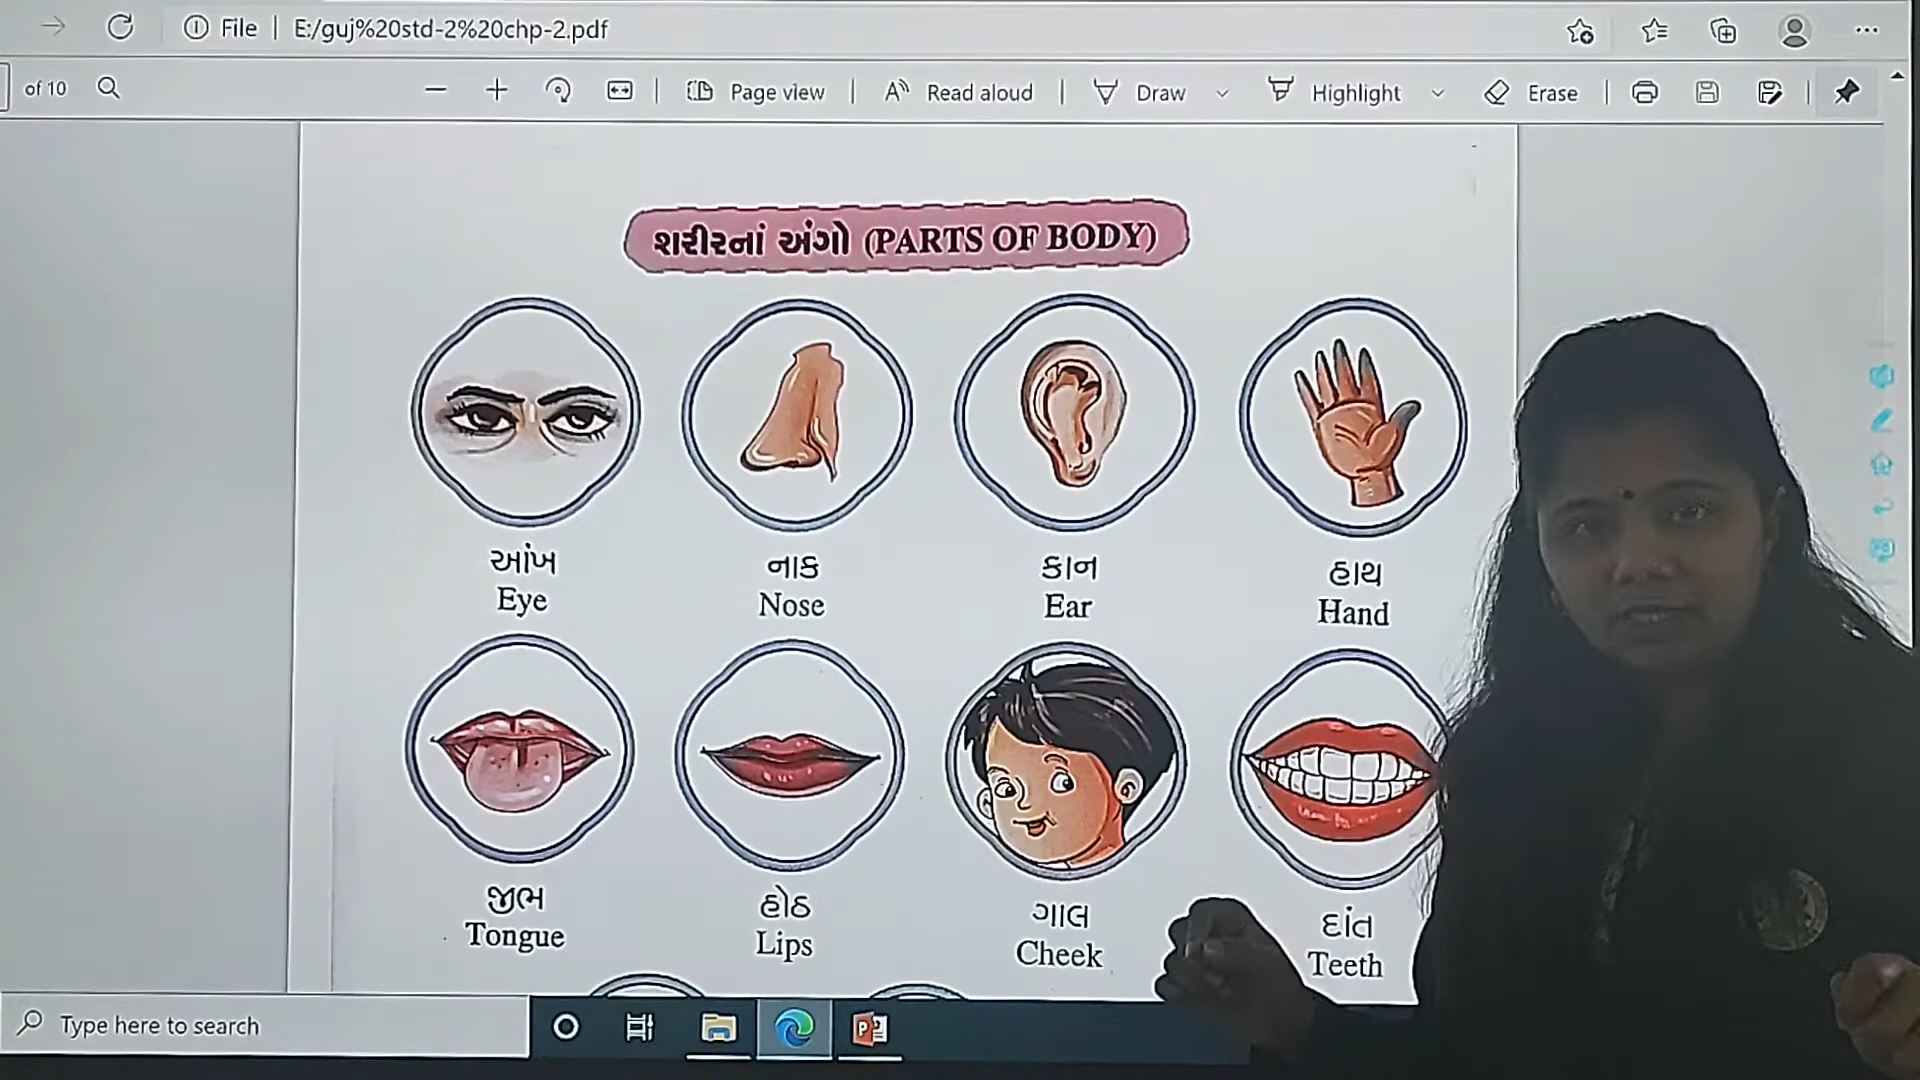 File | E:/guj%20std-2%20chp-2.pdf
of 10
Page view
Read aloud
Draw
Highlight
Erase
શરીરનાં અંગો (PARTS OF BODY)
આંખ
Eye
નાક
Nose
કાન
Ear
હાથ
Hand
જીભ
Tongue
હોઠ
Lips
ગાલ
Cheek
દાંત
Teeth
Type here to search